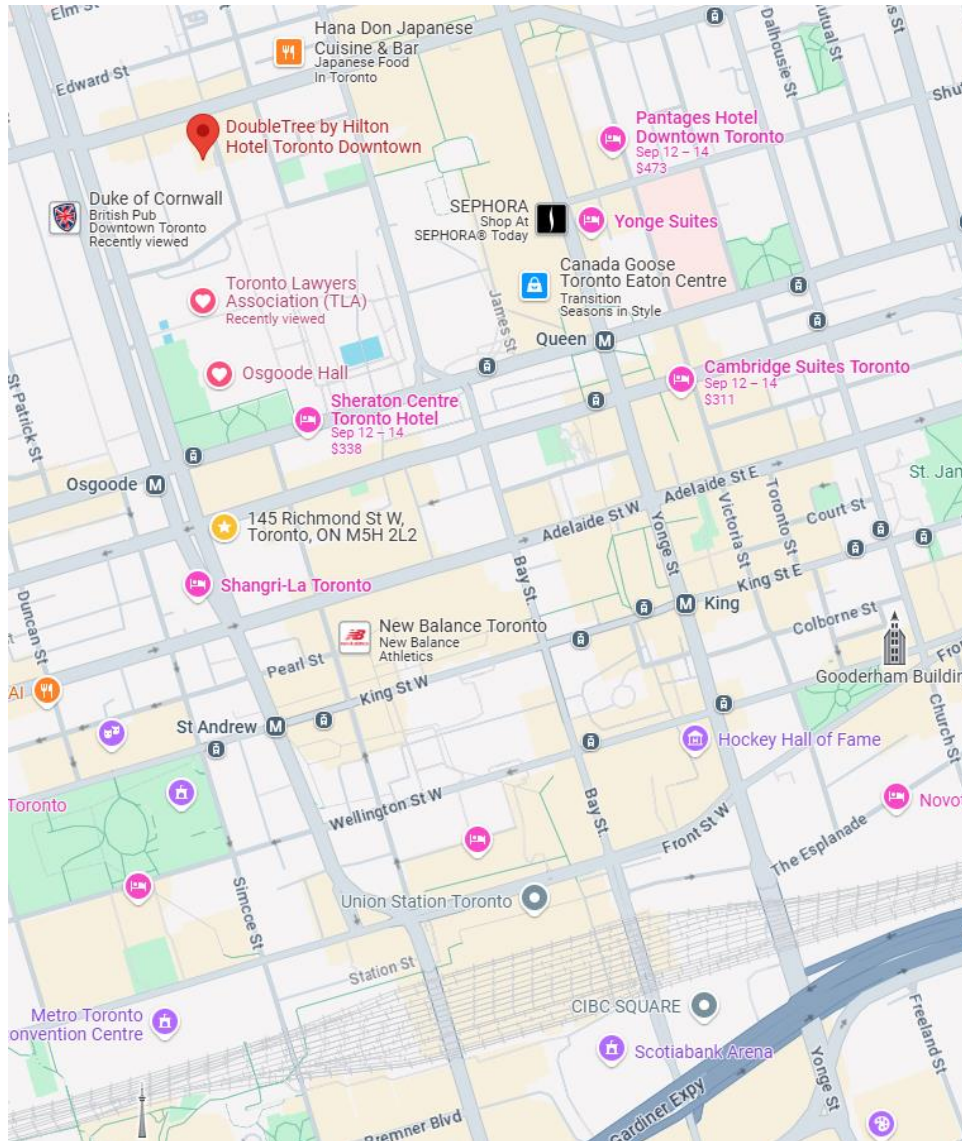 Elm St
Edward St
Hana Don Japanese
Cuisine & Bar
Japanese Food
In Toronto
Dalhousie St
Mutual St
DoubleTree by Hilton
Hotel Toronto Downtown
Pantages Hotel
Downtown Toronto
Sep 12 – 14
$473
Duke of Cornwall
British Pub
Downtown Toronto
Recently viewed
SEPHORA
Shop At
SEPHORA® Today
Yonge Suites
Toronto Lawyers
Association (TLA)
Recently viewed
Canada Goose
Toronto Eaton Centre
Transition
Seasons in Style
James St
Queen
M
Osgoode Hall
St Patrick St
Sheraton Centre
Toronto Hotel
Sep 12 – 14
$338
Cambridge Suites Toronto
Sep 12 – 14
$311
Osgoode
M
145 Richmond St W,
Toronto, ON M5H 2L2
Adelaide St W
Adelaide St E
Yonge St
Victoria St
Toronto St
Court St
St. Jam
Shangri-La Toronto
Bay St.
King St E
Duncan St
New Balance Toronto
New Balance
Athletics
M
King
Colborne St
Pearl St
King St W
AI
St Andrew
M
Gooderham Buildin
Church St
Hockey Hall of Fame
Toronto
Wellington St W
Bay St.
Front St W
The Esplanade
Novot
Simcoe St
Union Station Toronto
Station St
Metro Toronto
onvention Centre
CIBC SQUARE
Scotiabank Arena
Yonge St
Freeland St
Bremner Blvd
Gardiner Expy